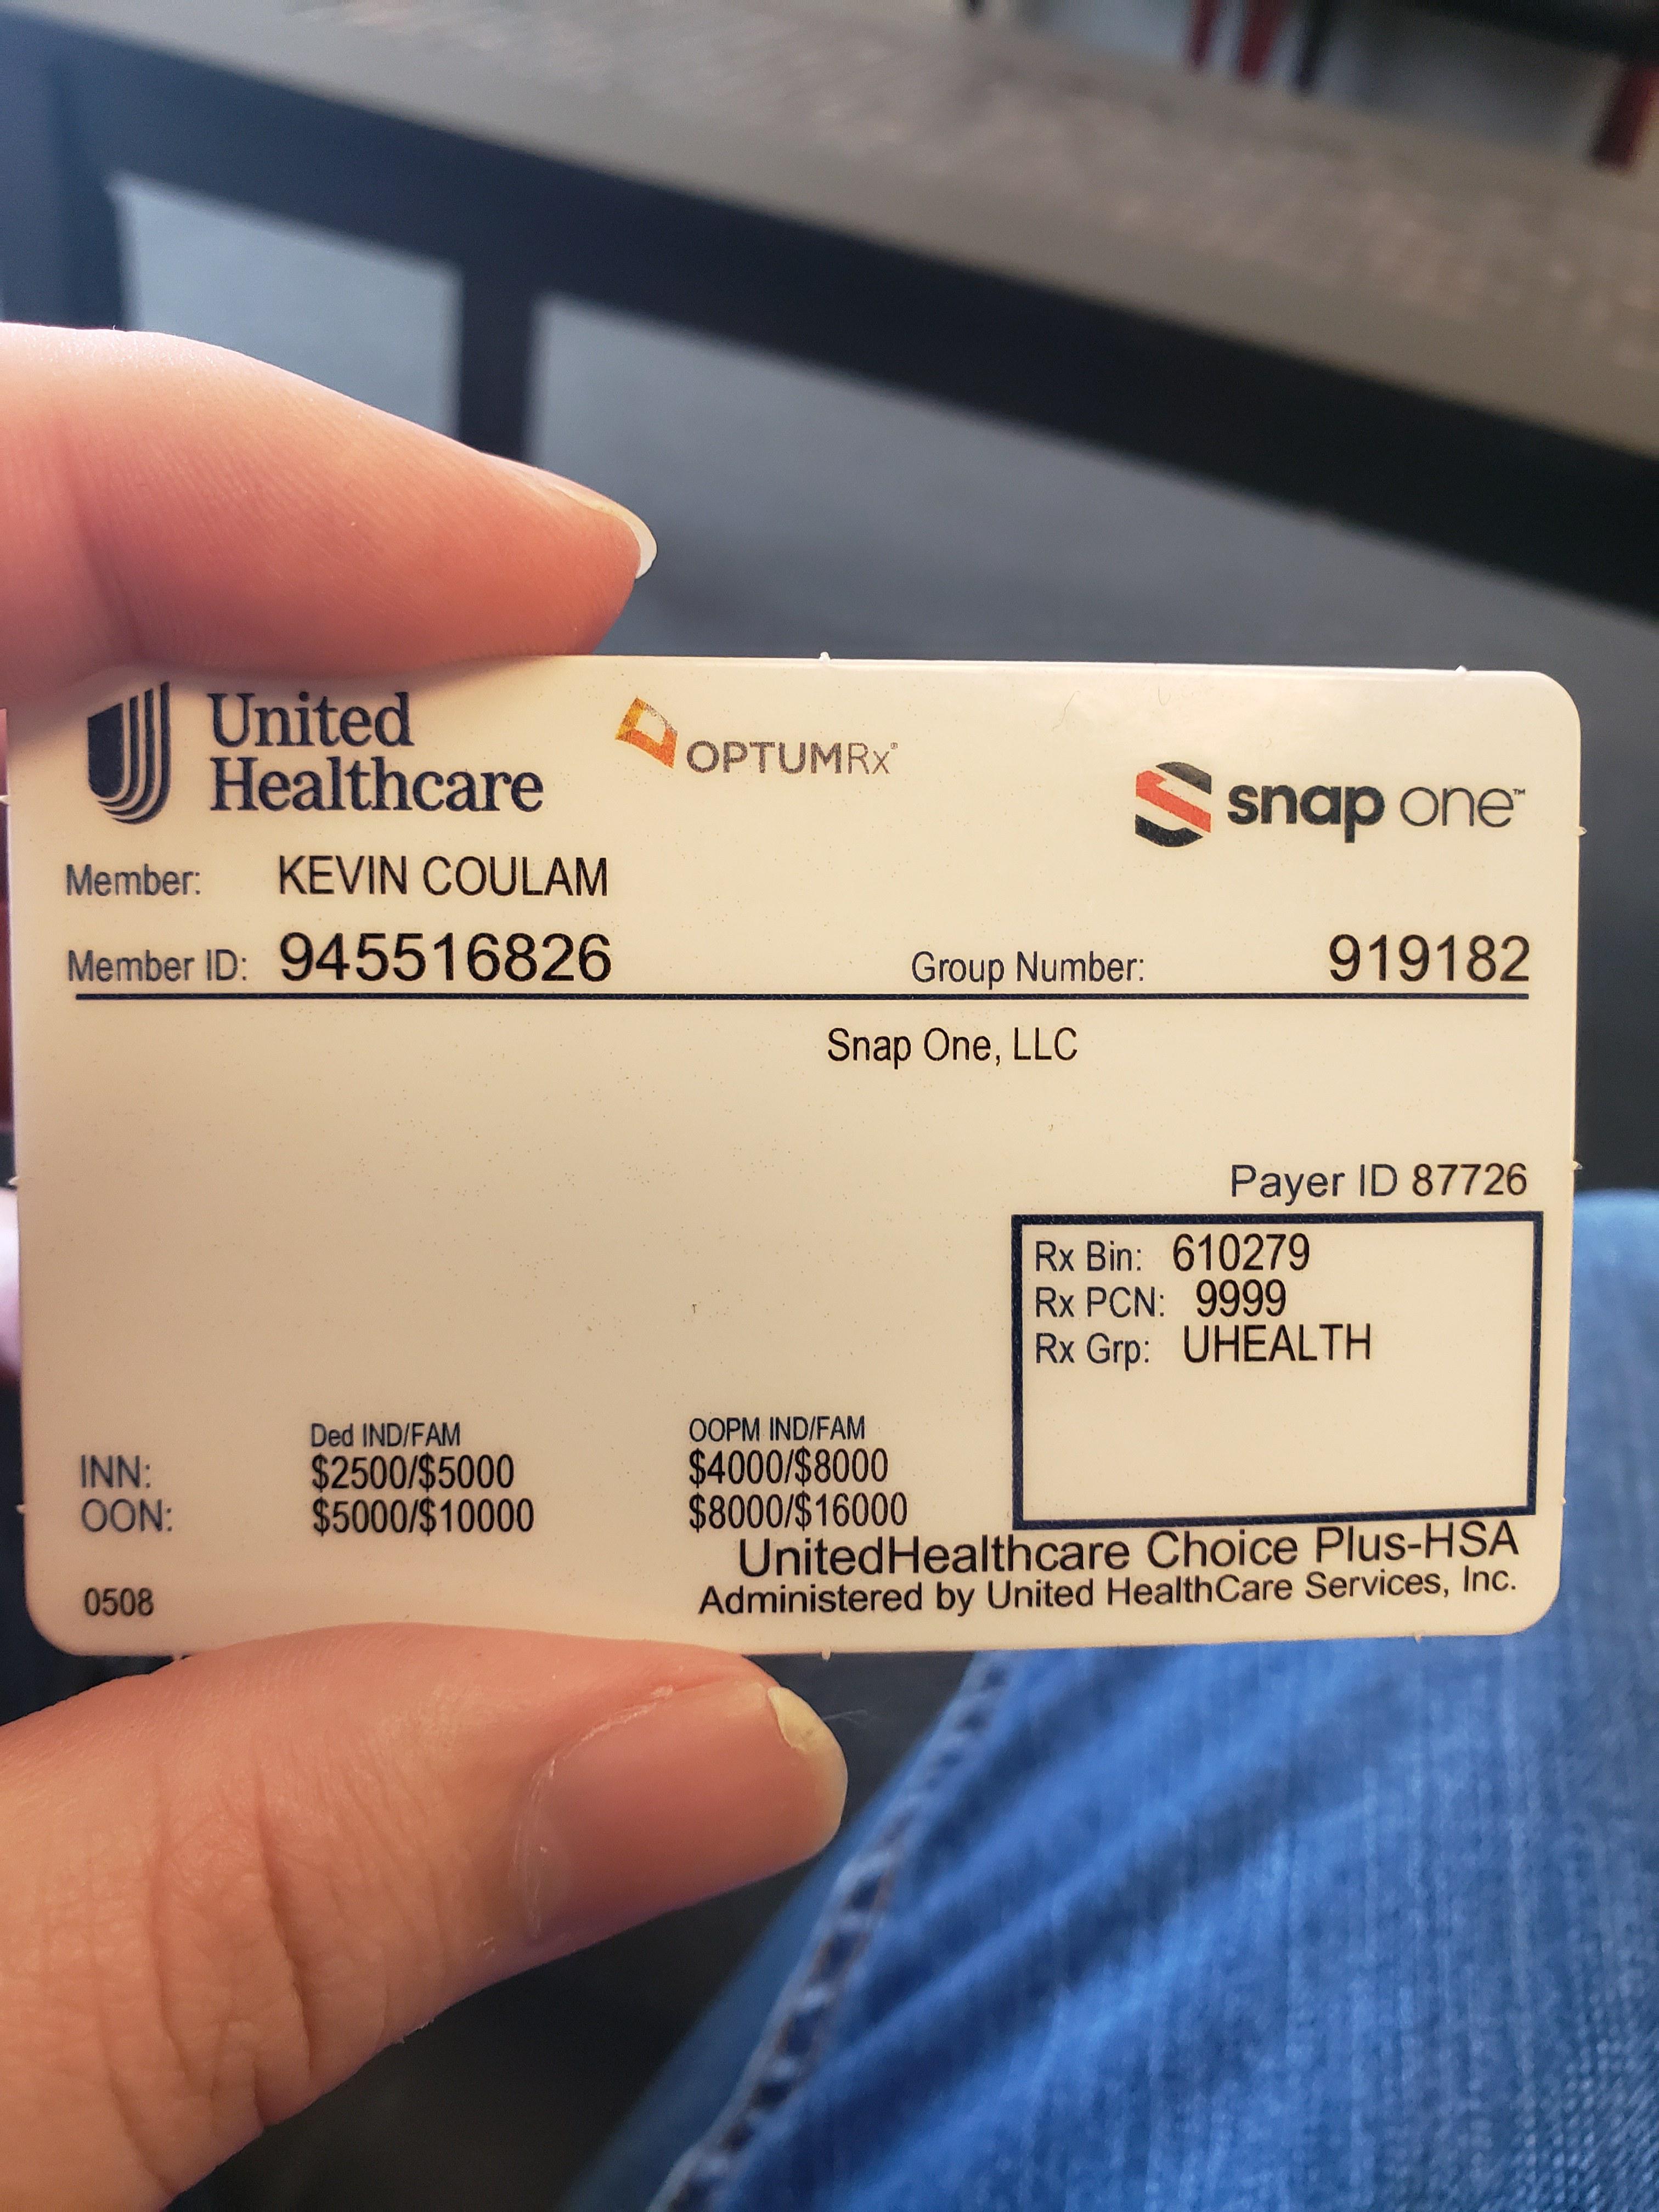 United
Healthcare
OPTUMRx®
snap one™
Member: KEVIN COULAM
Member ID: 945516826 Group Number: 919182
Snap One, LLC
Payer ID 87726
Rx Bin: 610279
Rx PCN: 9999
Rx Grp: UHEALTH
Ded IND/FAM OOPM IND/FAM
INN: $2500/$5000 $4000/$8000
OON: $5000/$10000 $8000/$16000
UnitedHealthcare Choice Plus-HSA
0508 Administered by United HealthCare Services, Inc.